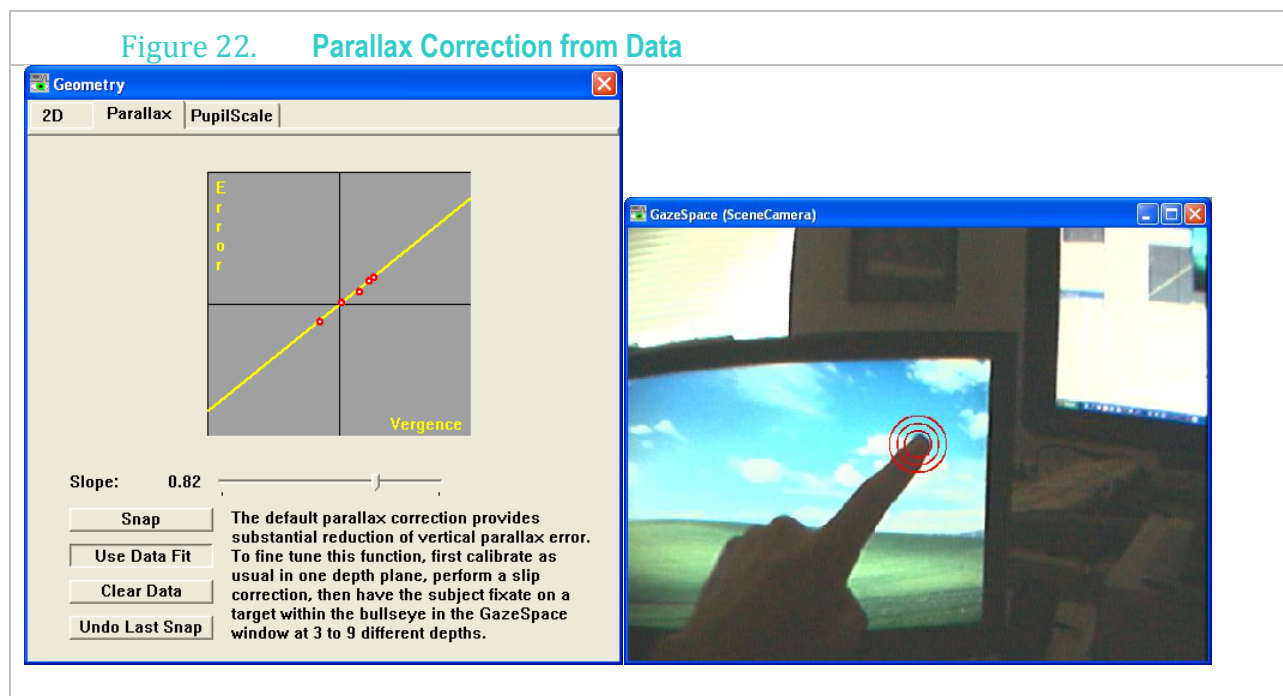 Figure 22. Parallax Correction from Data
Geometry
2D Parallax PupilScale
Error
Vergence
Slope: 0.82
Snap
Use Data Fit
Clear Data
Undo Last Snap
The default parallax correction provides
substantial reduction of vertical parallax error.
To fine tune this function, first calibrate as
usual in one depth plane, perform a slip
correction, then have the subject fixate on a
target within the bullseye in the GazeSpace
window at 3 to 9 different depths.
GazeSpace (SceneCamera)